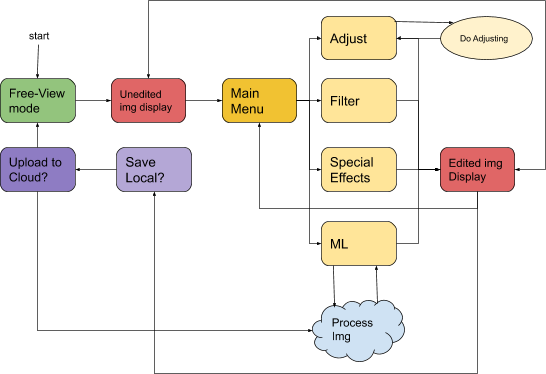 start
Adjust
Do Adjusting
Free-View
mode
Unedited
img display
Main
Menu
Filter
Upload to
Cloud?
Save
Local?
Special
Effects
Edited img
Display
ML
Process
Img